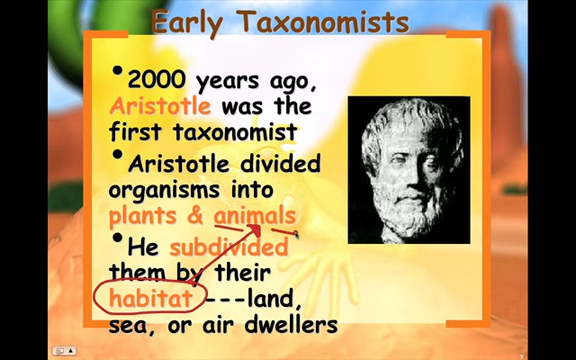 Early Taxonomists
•2000 years ago,
Aristotle was the
first taxonomist
•Aristotle divided
organisms into
plants & animals
•He subdivided
them by their
habitat ---land,
sea, or air dwellers